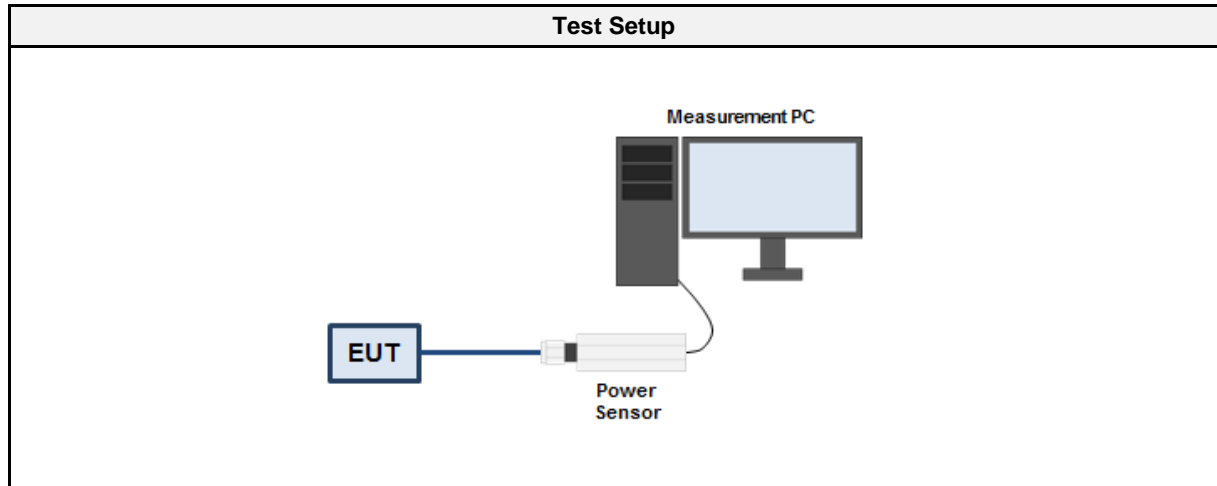 Test Setup
Measurement PC
EUT
Power
Sensor